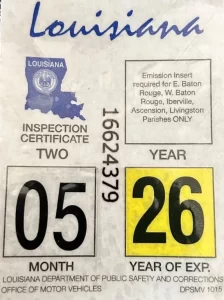 Louisiana
LOUISIANA
INSPECTION
CERTIFICATE
TWO
16624379
Emission Insert
required for E. Baton
Rouge, W. Baton
Rouge, Iberville,
Ascension, Livingston
Parishes ONLY
YEAR
05
26
MONTH
YEAR OF EXP.
LOUISIANA DEPARTMENT OF PUBLIC SAFETY AND CORRECTIONS
OFFICE OF MOTOR VEHICLES
DPSMV 1015